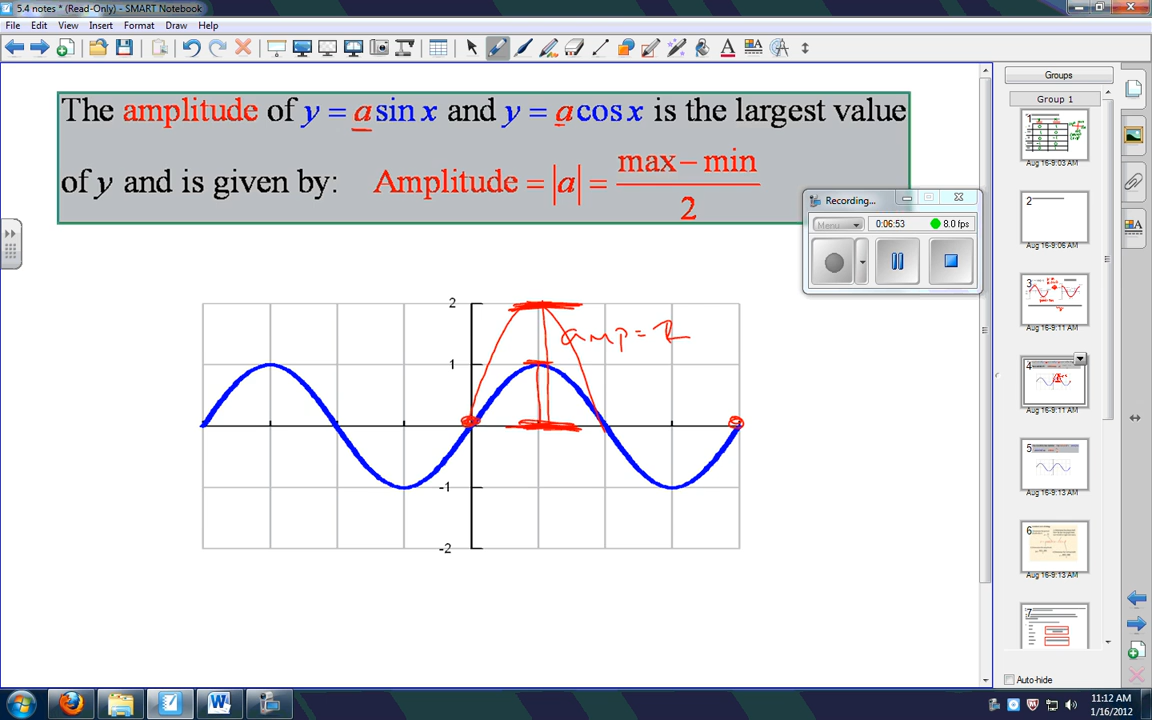 5.4 notes * (Read-Only) - SMART Notebook
File Edit View Insert Format Tools Draw Help
The amplitude of y = a sin x and y = a cos x is the largest value
of y and is given by: Amplitude = |a| = max − min / 2
Recording...
Menu 0:06:53 8.0 fps
2
amp = 2
1
-1
-2
Groups
Group 1
1
Aug 16-9:03 AM
2
Aug 16-9:06 AM
3
Aug 16-9:11 AM
4
Aug 16-9:11 AM
5
Aug 16-9:13 AM
6
Aug 16-9:13 AM
7
Auto-hide
11:12 AM
1/16/2012